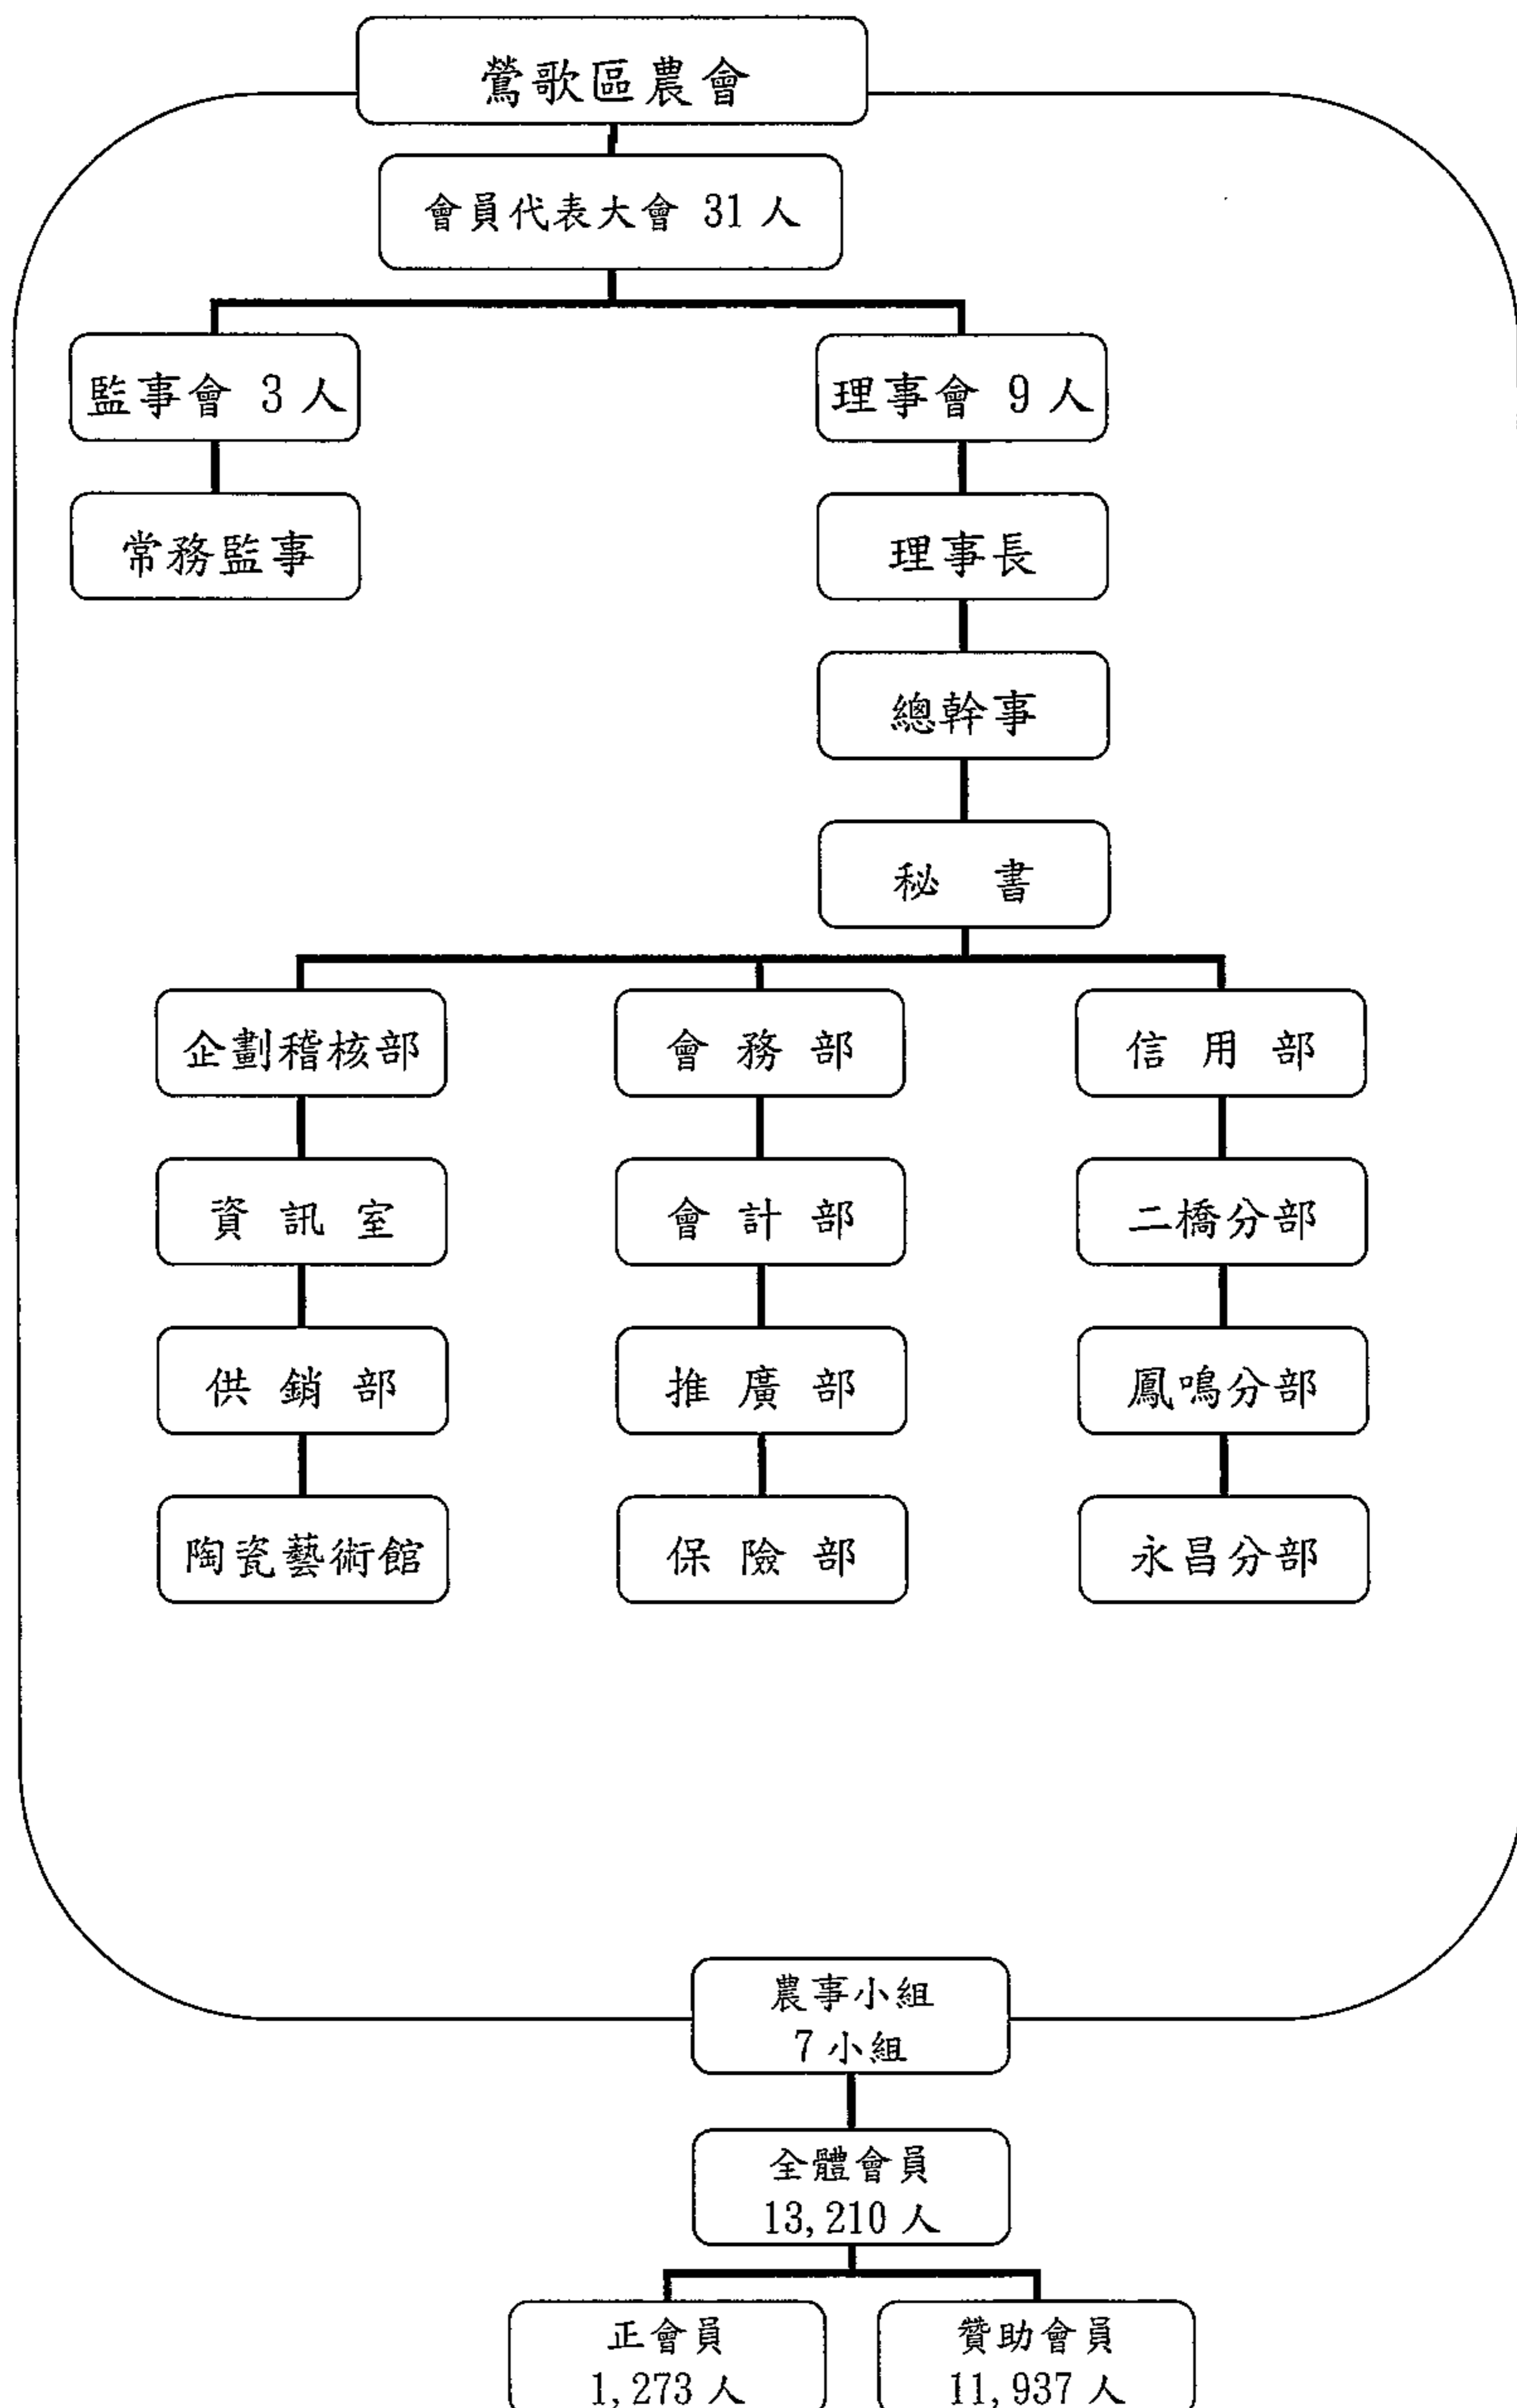 鶯歌區農會
會員代表大會 31 人
監事會 3 人
理事會 9 人
常務監事
理事長
總幹事
秘 書
企劃稽核部
會 務 部
信 用 部
資 訊 室
會 計 部
二橋分部
供 銷 部
推 廣 部
鳳鳴分部
陶瓷藝術館
保 險 部
永昌分部
農事小組
7 小組
全體會員
13,210 人
正會員
1,273 人
贊助會員
11,937 人